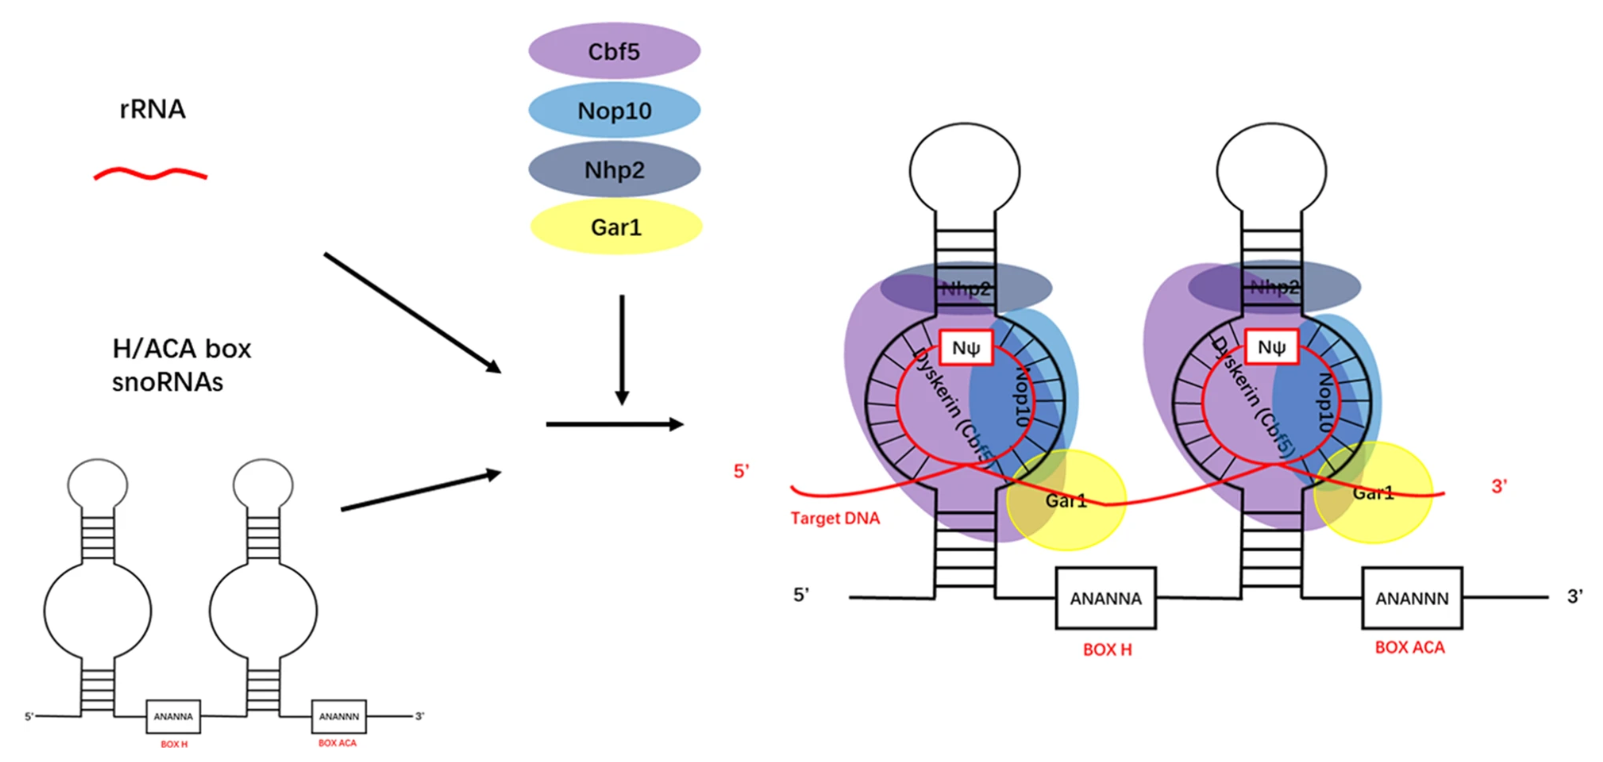 rRNA
H/ACA box
snoRNAs
5'
ANANNA
BOX H
ANANNN
BOX ACA
3'
Cbf5
Nop10
Nhp2
Gar1
Nhp2
Nψ
Dyskerin (Cbf5)
Nop10
Gar1
Nhp2
Nψ
Dyskerin (Cbf5)
Nop10
Gar1
5'
Target DNA
3'
5'
ANANNA
BOX H
ANANNN
BOX ACA
3'